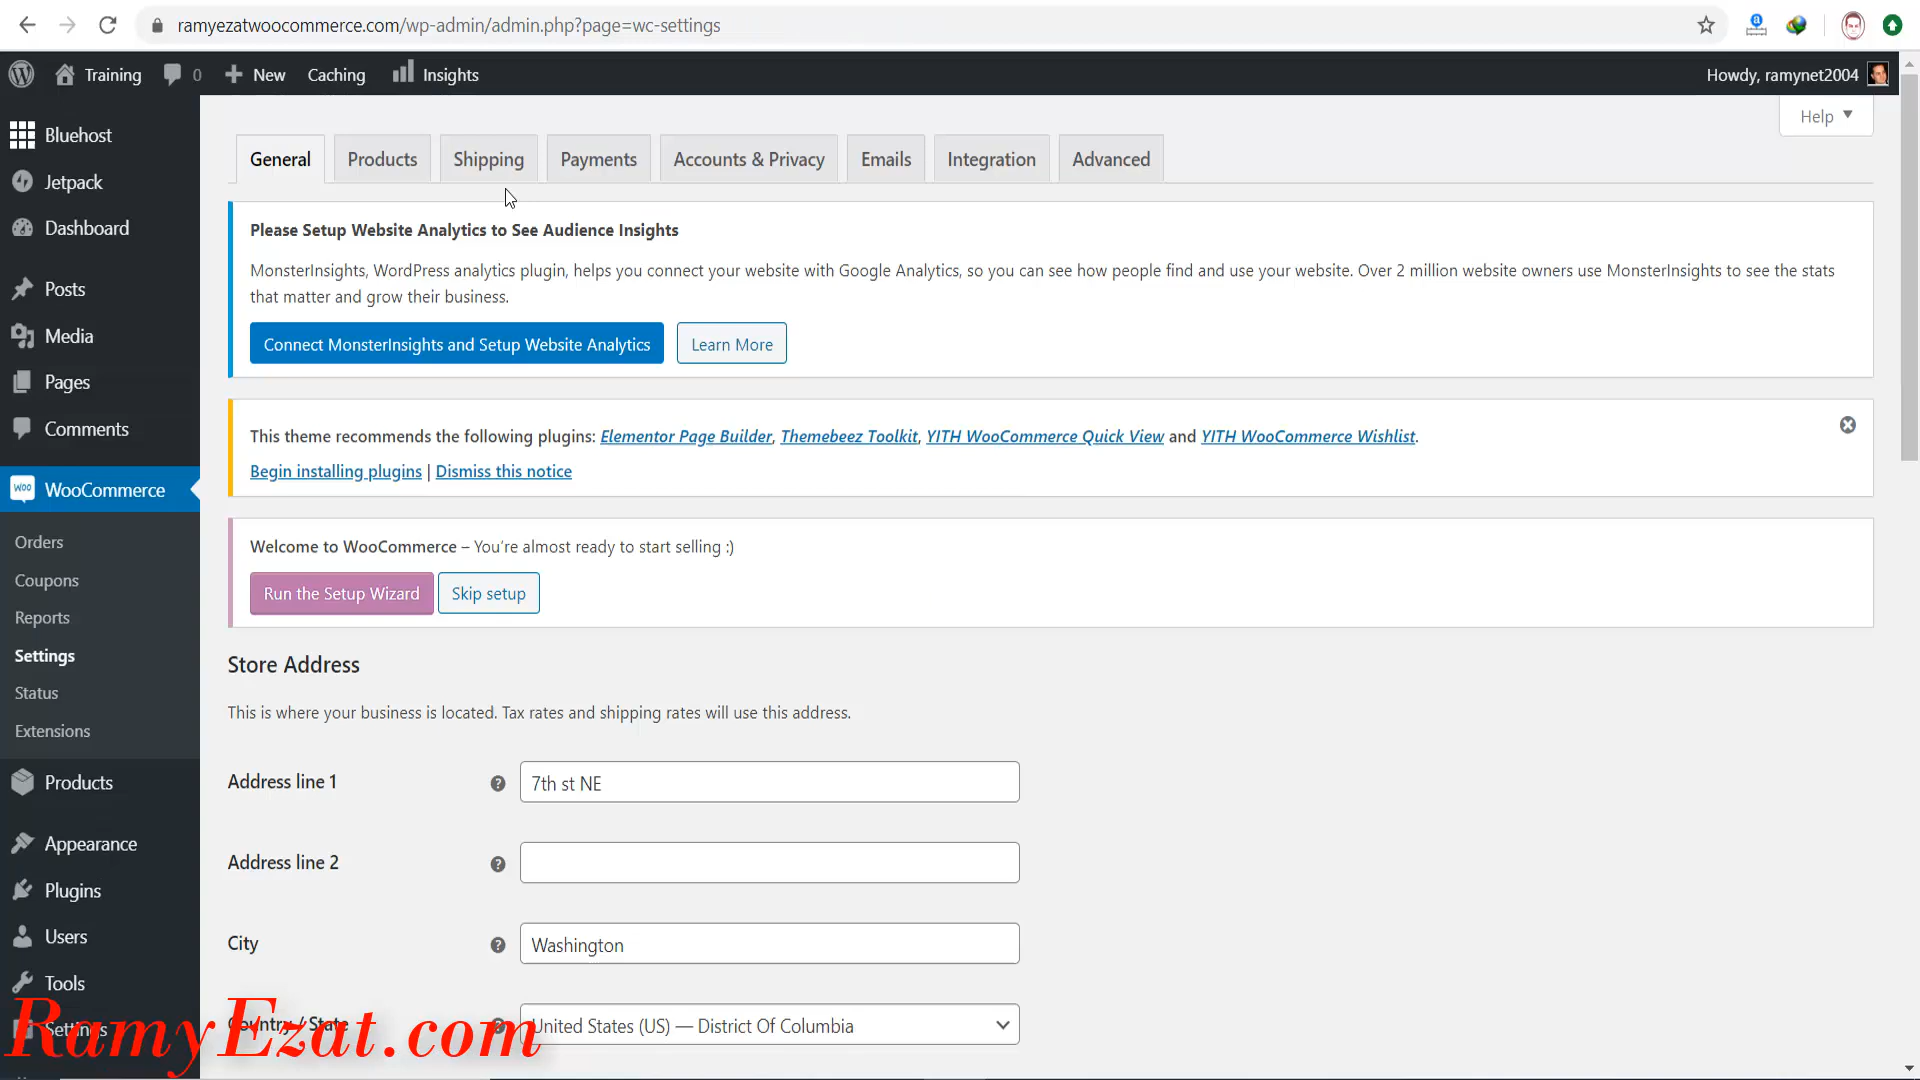 ramyezatwoocommerce.com/wp-admin/admin.php?page=wc-settings
Training
0
New
Caching
Insights
Howdy, ramynet2004
Help
Bluehost
Jetpack
Dashboard
Posts
Media
Pages
Comments
WooCommerce
Orders
Coupons
Reports
Settings
Status
Extensions
Products
Appearance
Plugins
Users
Tools
Settings
General
Products
Shipping
Payments
Accounts & Privacy
Emails
Integration
Advanced
Please Setup Website Analytics to See Audience Insights
MonsterInsights, WordPress analytics plugin, helps you connect your website with Google Analytics, so you can see how people find and use your website. Over 2 million website owners use MonsterInsights to see the stats
that matter and grow their business.
Connect MonsterInsights and Setup Website Analytics
Learn More
This theme recommends the following plugins: Elementor Page Builder, Themebeez Toolkit, YITH WooCommerce Quick View and YITH WooCommerce Wishlist.
Begin installing plugins | Dismiss this notice
Welcome to WooCommerce – You're almost ready to start selling :)
Run the Setup Wizard
Skip setup
Store Address
This is where your business is located. Tax rates and shipping rates will use this address.
Address line 1
7th st NE
Address line 2
City
Washington
Country / State
United States (US) — District Of Columbia
RamyEzat.com